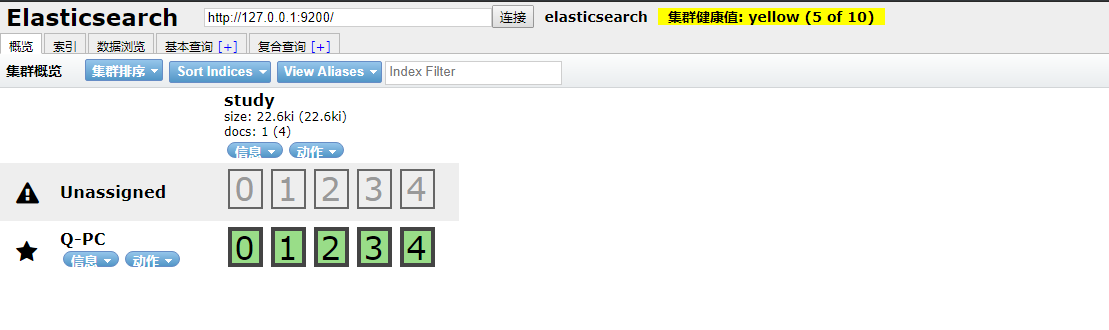 Elasticsearch http://127.0.0.1:9200/ 连接 elasticsearch 集群健康值: yellow (5 of 10)
概览 索引 数据浏览 基本查询 [+] 复合查询 [+]
集群概览 集群排序 Sort Indices View Aliases Index Filter
study
size: 22.6ki (22.6ki)
docs: 1 (4)
信息 动作
Unassigned 0 1 2 3 4
Q-PC 0 1 2 3 4
信息 动作